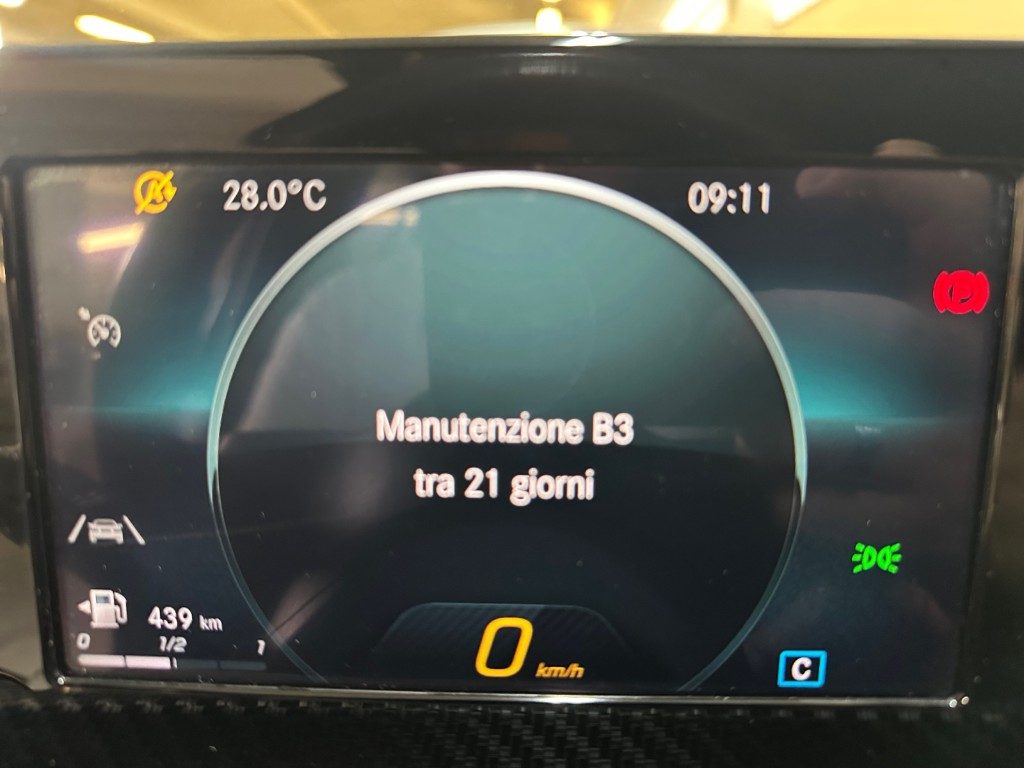 28.0°C
09:11
Manutenzione B3
tra 21 giorni
439 km
0 1/2 1
0 km/h
C